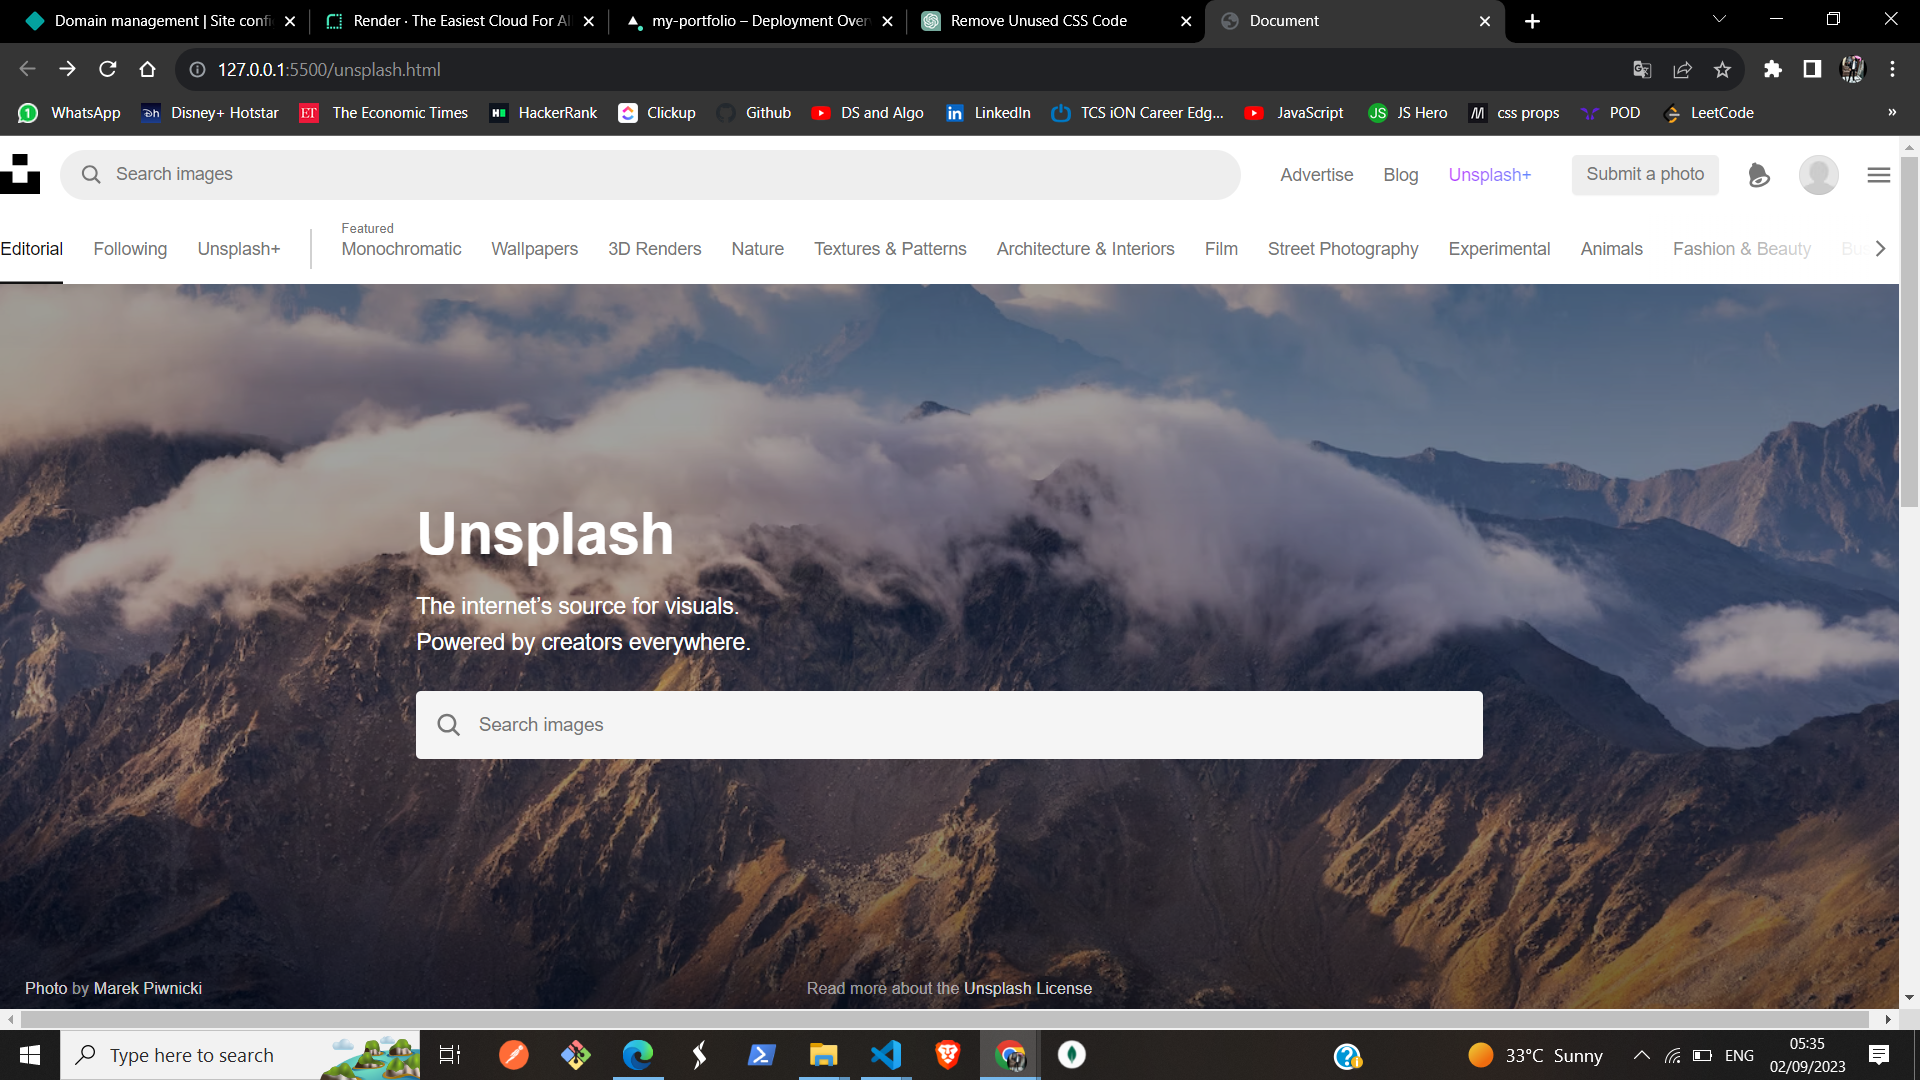 Domain management | Site confi
Render · The Easiest Cloud For Al
my-portfolio – Deployment Over
Remove Unused CSS Code
Document
127.0.0.1:5500/unsplash.html
WhatsApp
Disney+ Hotstar
ET
The Economic Times
HackerRank
Clickup
Github
DS and Algo
LinkedIn
TCS iON Career Edg...
JavaScript
JS
JS Hero
css props
POD
LeetCode
»
Search images
Advertise
Blog
Unsplash+
Submit a photo
Editorial
Following
Unsplash+
Featured
Monochromatic
Wallpapers
3D Renders
Nature
Textures & Patterns
Architecture & Interiors
Film
Street Photography
Experimental
Animals
Fashion & Beauty
Unsplash
The internet’s source for visuals.
Powered by creators everywhere.
Search images
Photo by Marek Piwnicki
Read more about the Unsplash License
Type here to search
33°C Sunny
ENG
05:35
02/09/2023